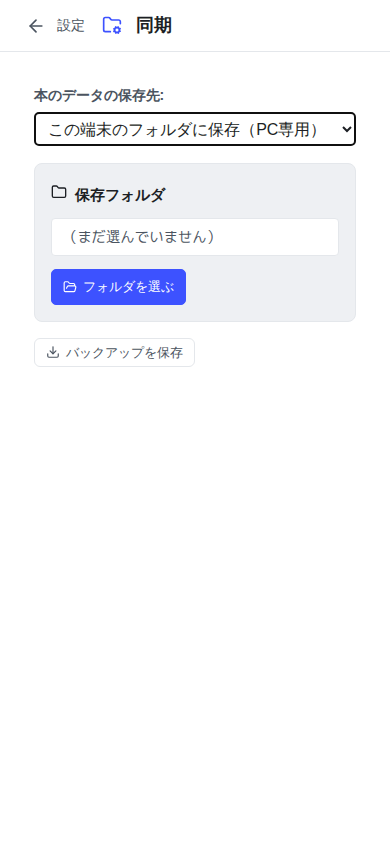 設定 同期
本のデータの保存先:
この端末のフォルダに保存（PC専用）
保存フォルダ
（まだ選んでいません）
フォルダを選ぶ
バックアップを保存